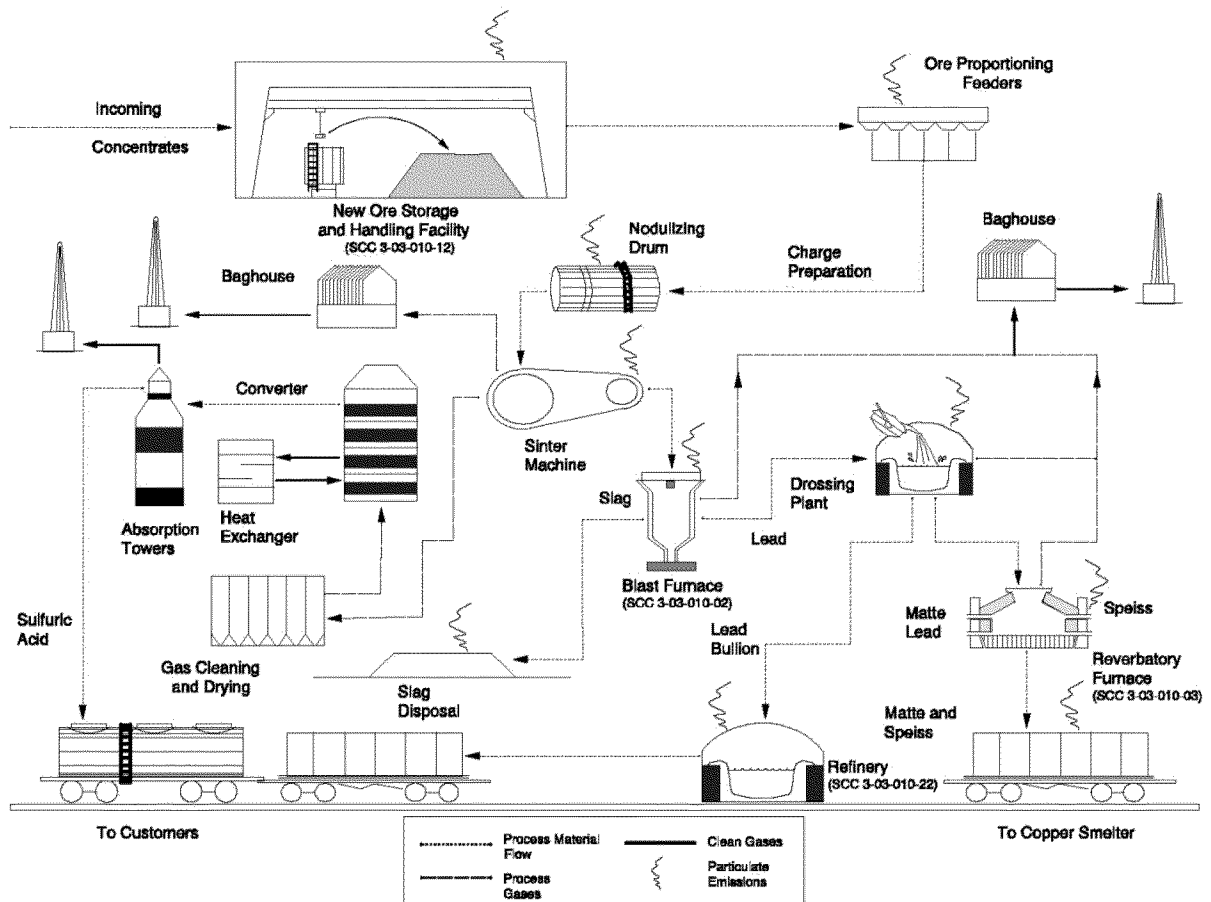 Incoming
Concentrates
Ore Proportioning
Feeders
New Ore Storage
and Handling Facility
(SCC 3-03-010-12)
Nodulizing
Drum
Charge
Preparation
Baghouse
Baghouse
Converter
Sinter
Machine
Absorption
Towers
Heat
Exchanger
Slag
Drossing
Plant
Lead
Blast Furnace
(SCC 3-03-010-02)
Sulfuric
Acid
Gas Cleaning
and Drying
Slag
Disposal
Lead
Bullion
Matte
Lead
Speiss
Reverbatory
Furnace
(SCC 3-03-010-03)
Matte and
Speiss
Refinery
(SCC 3-03-010-22)
To Customers
To Copper Smelter
Process Material
Flow
Clean Gases
Process
Gases
Particulate
Emissions